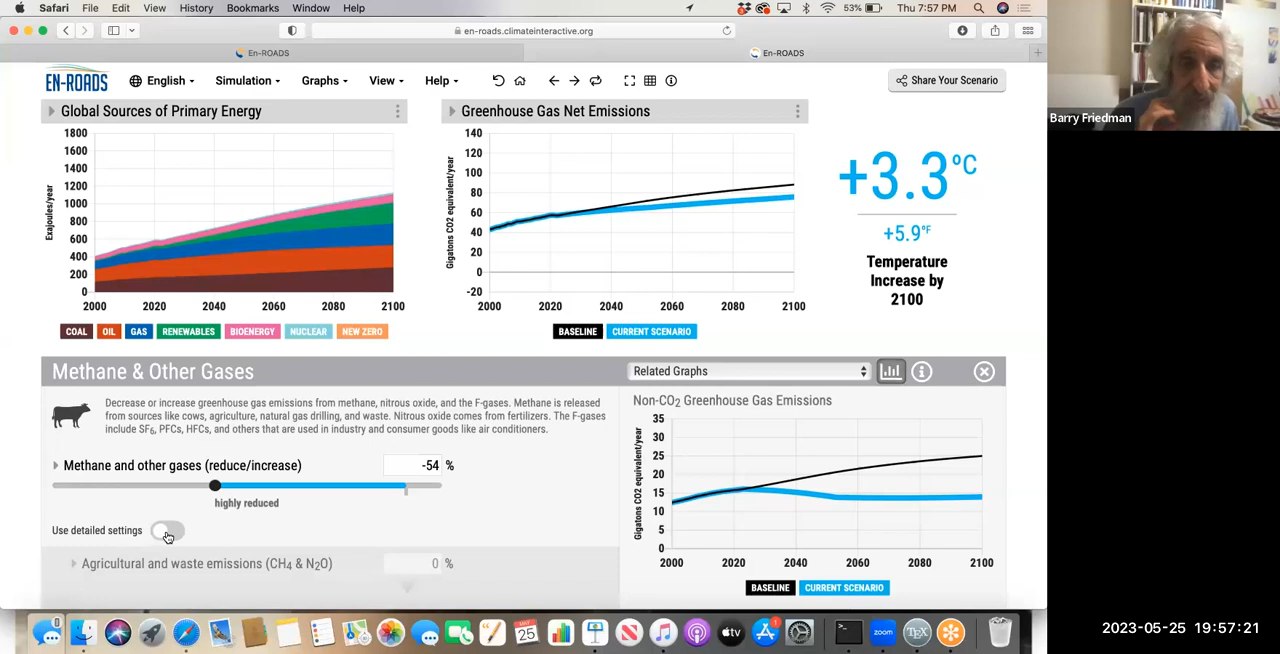 Safari File Edit View History Bookmarks Window Help 53% Thu 7:57 PM
en-roads.climateinteractive.org
En-ROADS En-ROADS
EN-ROADS English Simulation Graphs View Help Share Your Scenario
Global Sources of Primary Energy
1800
1600
1400
1200
1000
800
600
400
200
0
Exajoules/year
2000 2020 2040 2060 2080 2100
COAL OIL GAS RENEWABLES BIOENERGY NUCLEAR NEW ZERO
Greenhouse Gas Net Emissions
140
120
100
80
60
40
20
0
-20
Gigatons CO2 equivalent/year
2000 2020 2040 2060 2080 2100
BASELINE CURRENT SCENARIO
+3.3 °C
+5.9°F
Temperature
Increase by
2100
Barry Friedman
Methane & Other Gases
Related Graphs
Decrease or increase greenhouse gas emissions from methane, nitrous oxide, and the F-gases. Methane is released
from sources like cows, agriculture, natural gas drilling, and waste. Nitrous oxide comes from fertilizers. The F-gases
include SF₆, PFCs, HFCs, and others that are used in industry and consumer goods like air conditioners.
Methane and other gases (reduce/increase) -54 %
highly reduced
Use detailed settings
Agricultural and waste emissions (CH₄ & N₂O) 0 %
Non-CO₂ Greenhouse Gas Emissions
35
30
25
20
15
10
5
0
Gigatons CO2 equivalent/year
2000 2020 2040 2060 2080 2100
BASELINE CURRENT SCENARIO
MAY
25
tv
zoom
TEX
2023-05-25 19:57:21